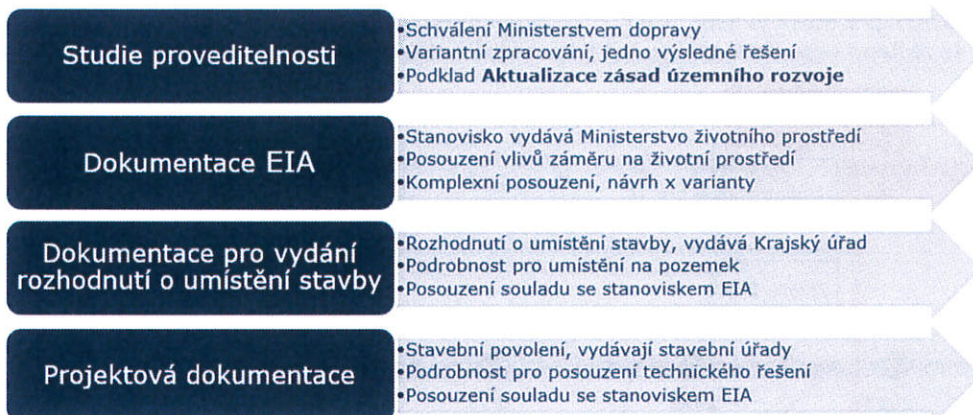 Studie proveditelnosti
•Schválení Ministerstvem dopravy
•Variantní zpracování, jedno výsledné řešení
•Podklad Aktualizace zásad územního rozvoje
Dokumentace EIA
•Stanovisko vydává Ministerstvo životního prostředí
•Posouzení vlivů záměru na životní prostředí
•Komplexní posouzení, návrh x varianty
Dokumentace pro vydání
rozhodnutí o umístění stavby
•Rozhodnutí o umístění stavby, vydává Krajský úřad
•Podrobnost pro umístění na pozemek
•Posouzení souladu se stanoviskem EIA
Projektová dokumentace
•Stavební povolení, vydávají stavební úřady
•Podrobnost pro posouzení technického řešení
•Posouzení souladu se stanoviskem EIA